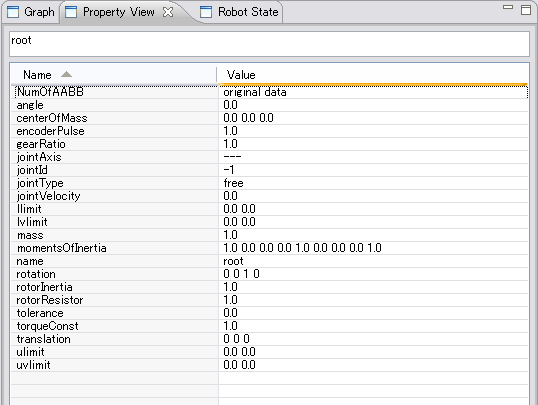 Graph Property View Robot State
root
Name Value
NumOfAABB original data
angle 0.0
centerOfMass 0.0 0.0 0.0
encoderPulse 1.0
gearRatio 1.0
jointAxis ---
jointId -1
jointType free
jointVelocity 0.0
llimit 0.0 0.0
lvlimit 0.0 0.0
mass 1.0
momentsOfInertia 1.0 0.0 0.0 0.0 1.0 0.0 0.0 0.0 1.0
name root
rotation 0 0 1 0
rotorInertia 1.0
rotorResistor 1.0
tolerance 0.0
torqueConst 1.0
translation 0 0 0
ulimit 0.0 0.0
uvlimit 0.0 0.0